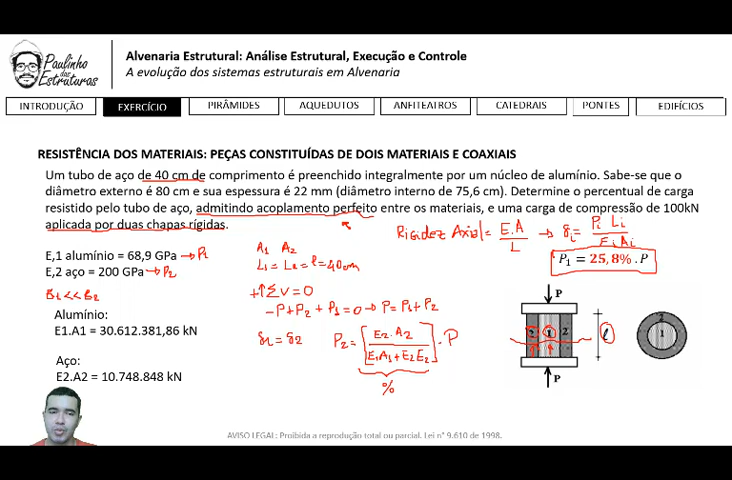 Paulinho
das
Estruturas
Alvenaria Estrutural: Análise Estrutural, Execução e Controle
A evolução dos sistemas estruturais em Alvenaria
INTRODUÇÃO
EXERCÍCIO
PIRÂMIDES
AQUEDUTOS
ANFITEATROS
CATEDRAIS
PONTES
EDIFÍCIOS
RESISTÊNCIA DOS MATERIAIS: PEÇAS CONSTITUÍDAS DE DOIS MATERIAIS E COAXIAIS
Um tubo de aço de 40 cm de comprimento é preenchido integralmente por um núcleo de alumínio. Sabe-se que o
diâmetro externo é 80 cm e sua espessura é 22 mm (diâmetro interno de 75,6 cm). Determine o percentual de carga
resistido pelo tubo de aço, admitindo acoplamento perfeito entre os materiais, e uma carga de compressão de 100kN
aplicada por duas chapas rígidas.
Rigidez Axial = E.A / L → δi = Pi Li / Ei Ai
A1 A2
E,1 alumínio = 68,9 GPa → P1
L1 = L2 = l = 40cm
P1 = 25,8% . P
E,2 aço = 200 GPa → P2
+↑ΣV=0
E1 << E2
-P+P2+P1=0 → P=P1+P2
Alumínio:
E1.A1 = 30.612.381,86 kN
δ1 = δ2
P2 = [E2.A2 / E1A1+E2E2] . P
%
Aço:
E2.A2 = 10.748.848 kN
P
2 1 2
l
2
1
P
AVISO LEGAL: Proibida a reprodução total ou parcial. Lei n° 9.610 de 1998.